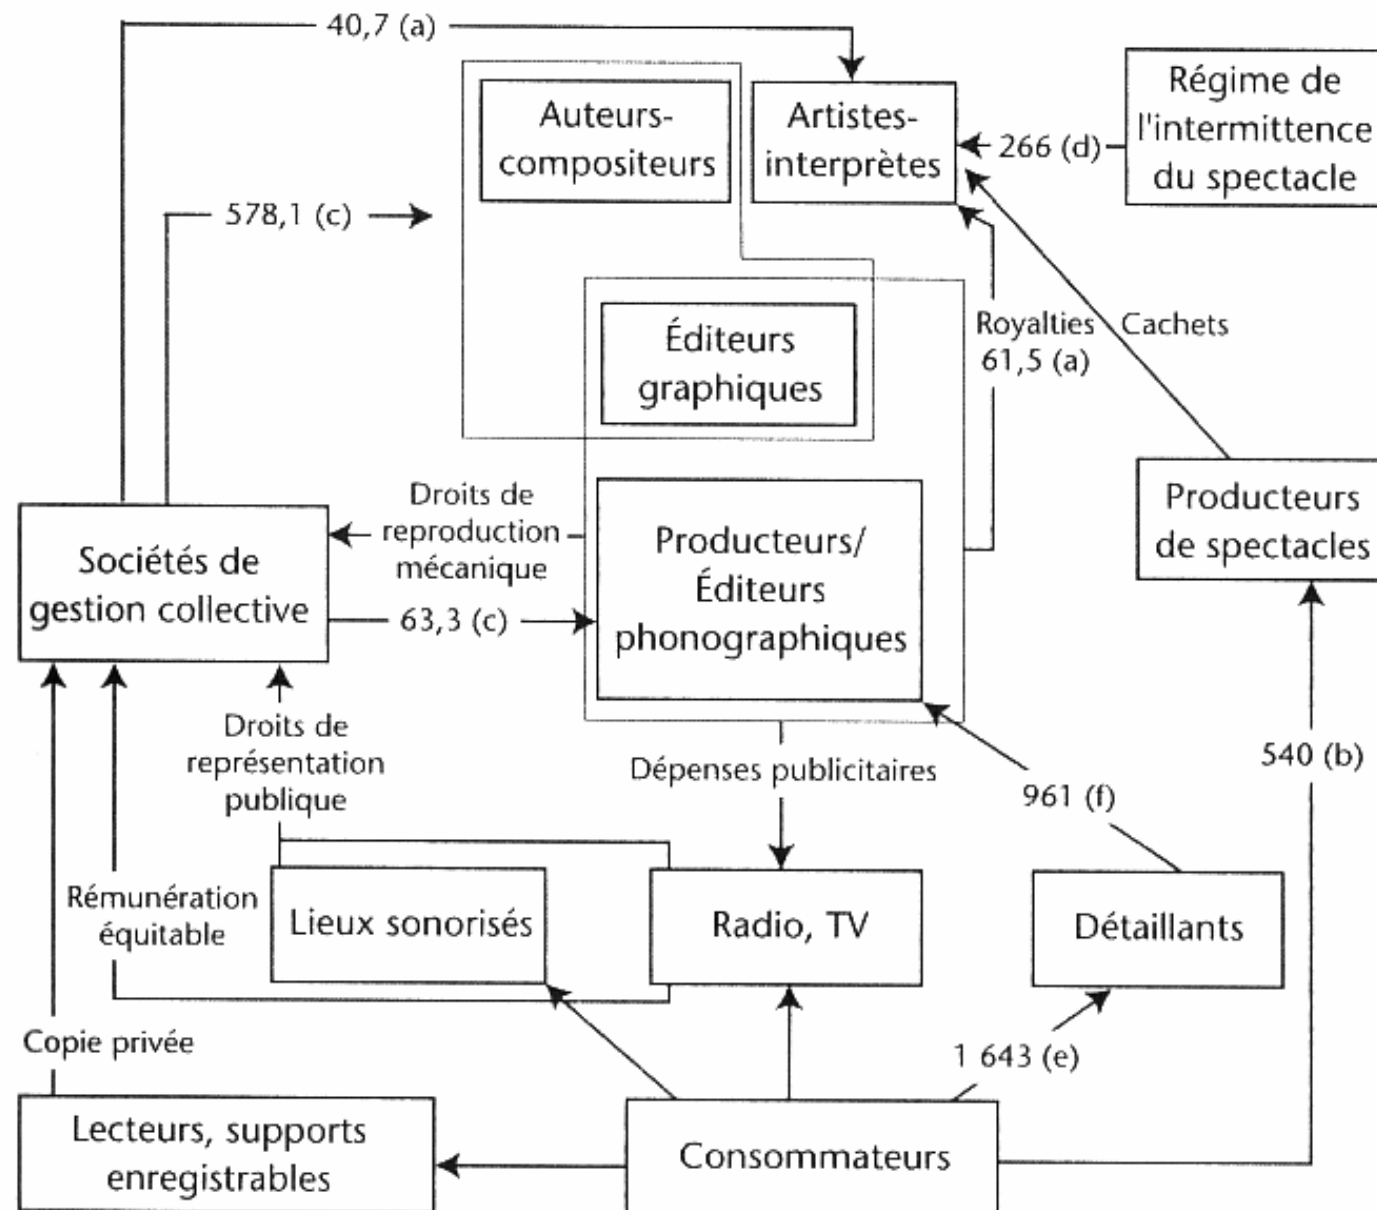 40,7 (a)
Auteurs-
compositeurs
Artistes-
interprètes
266 (d)
Régime de
l'intermittence
du spectacle
578,1 (c)
Éditeurs
graphiques
Royalties
61,5 (a)
Cachets
Sociétés de
gestion collective
Droits de
reproduction
mécanique
63,3 (c)
Producteurs/
Éditeurs
phonographiques
Producteurs
de spectacles
Droits de
représentation
publique
Dépenses publicitaires
961 (f)
540 (b)
Rémunération
équitable
Lieux sonorisés
Radio, TV
Détaillants
Copie privée
1 643 (e)
Lecteurs, supports
enregistrables
Consommateurs